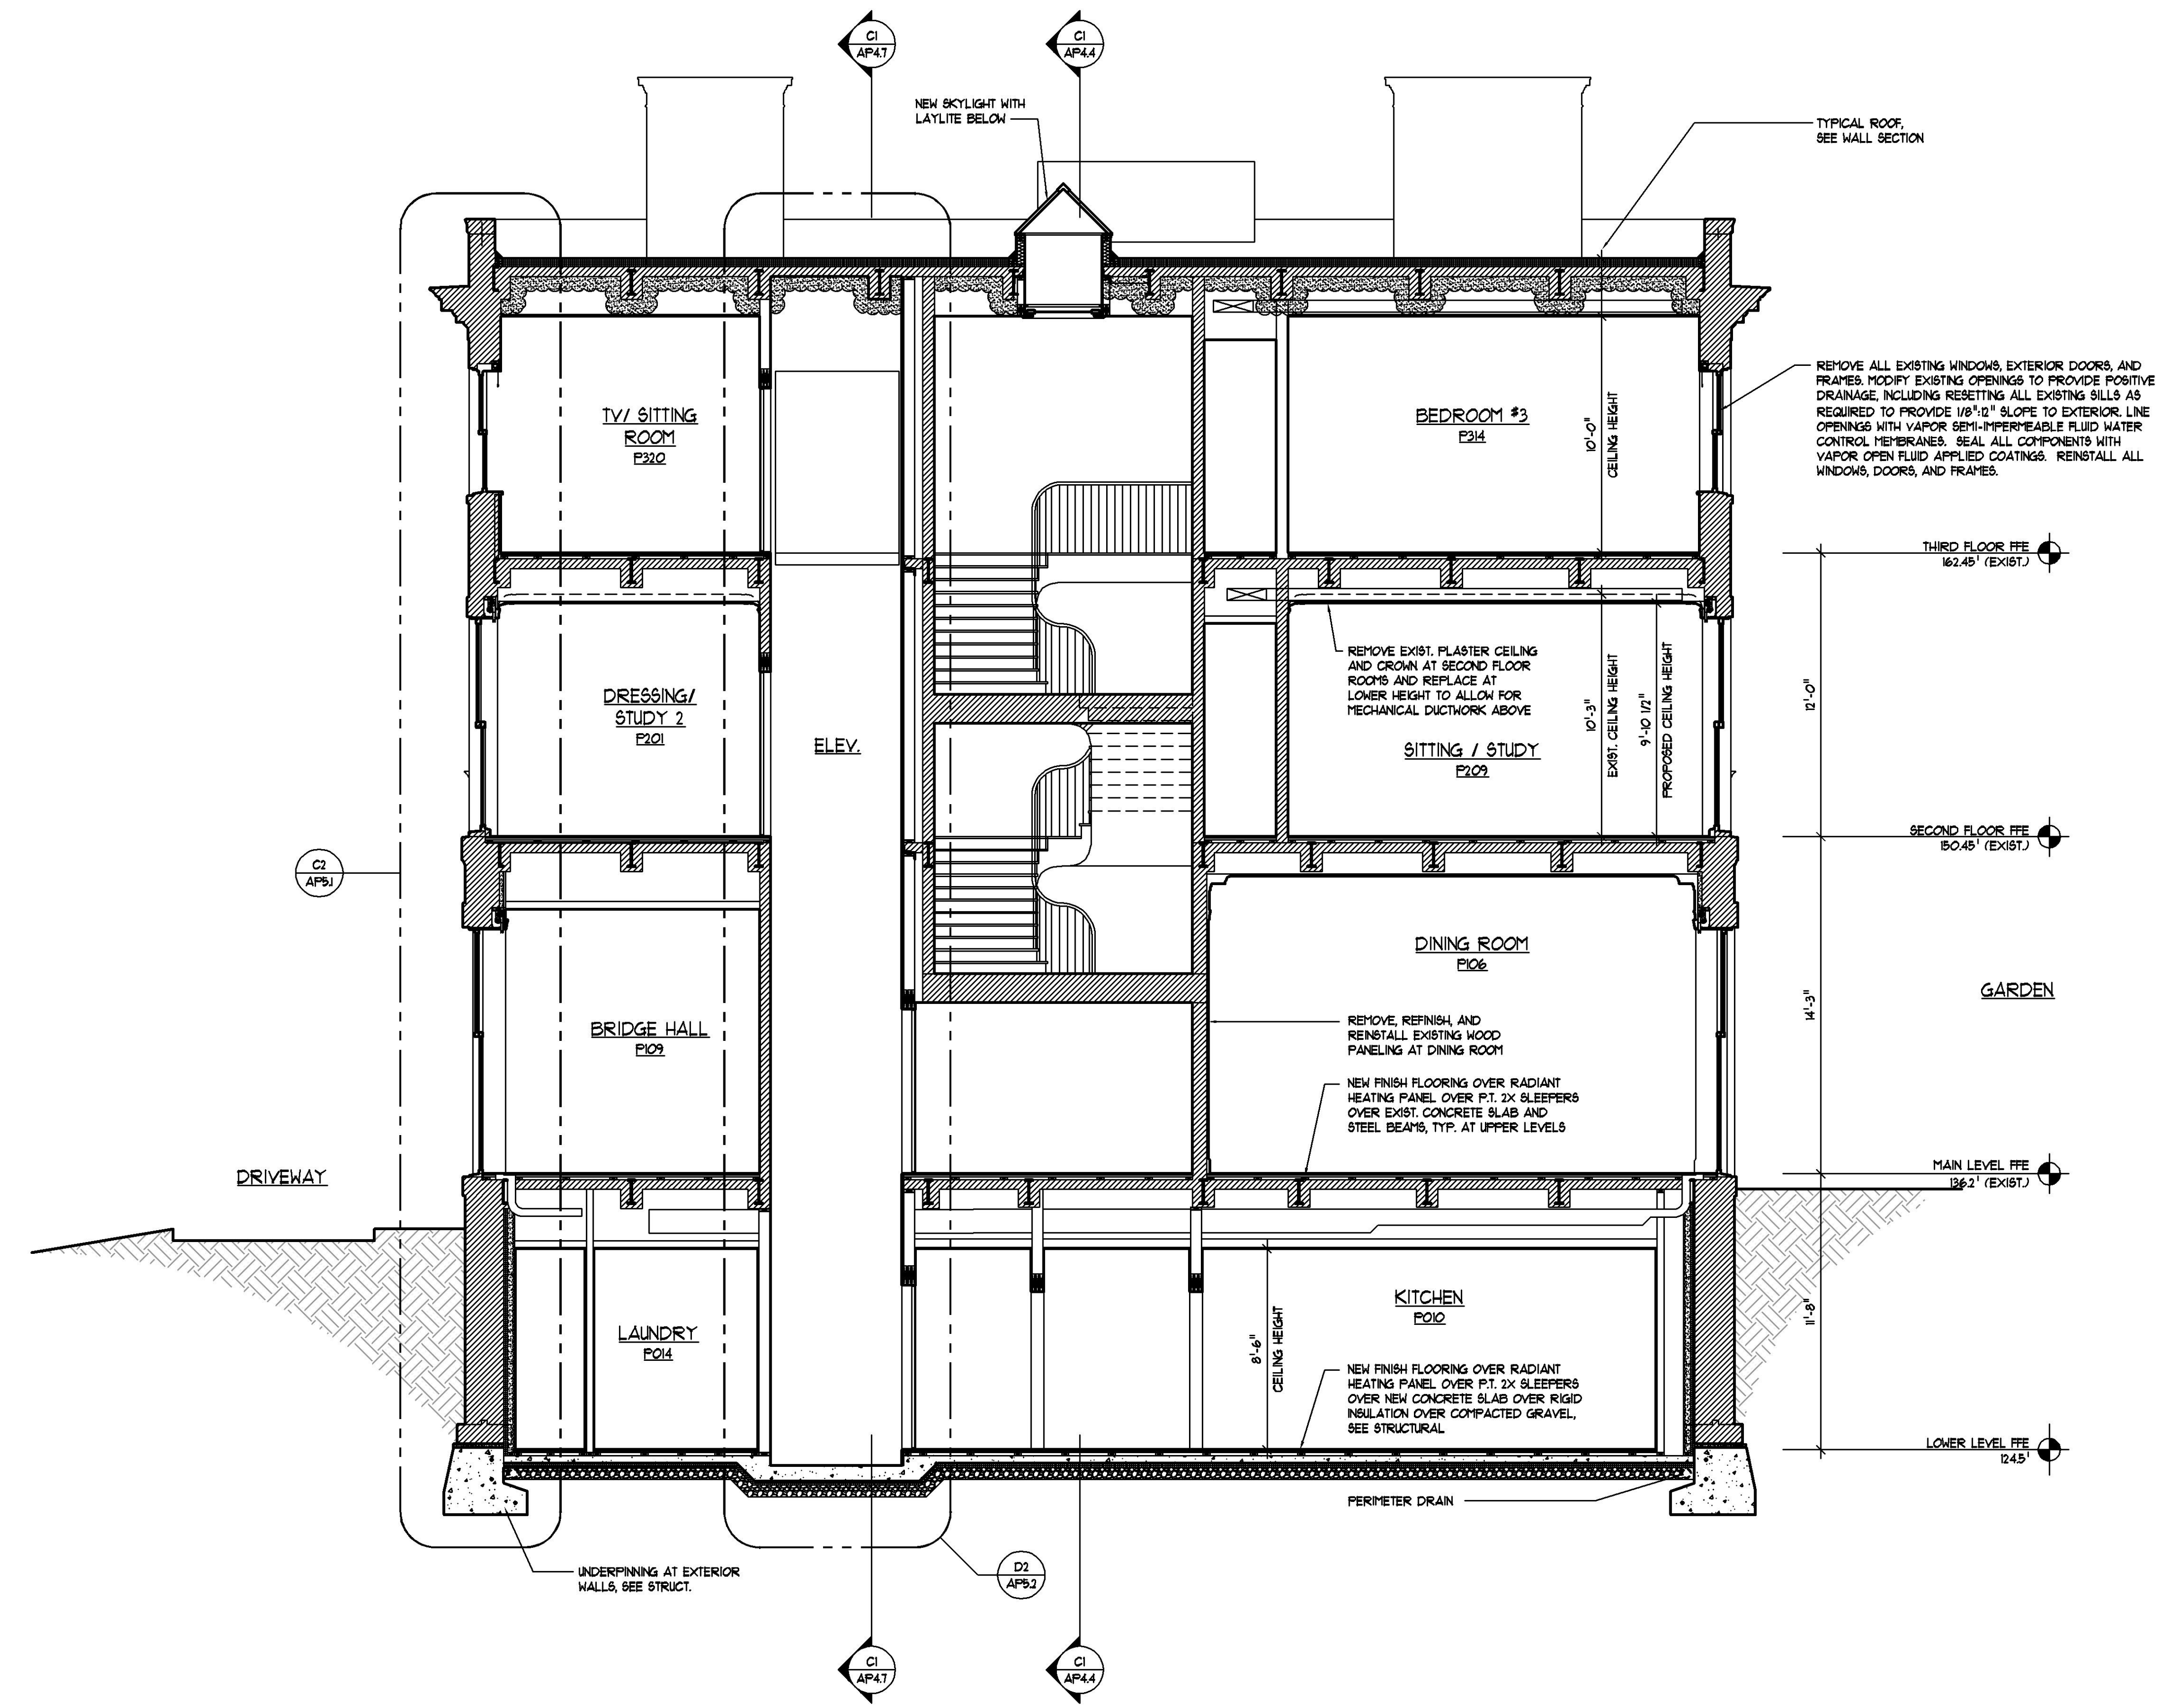 C1
AP4.7
C1
AP4.4
NEW SKYLIGHT WITH
LAYLITE BELOW
TYPICAL ROOF,
SEE WALL SECTION
REMOVE ALL EXISTING WINDOWS, EXTERIOR DOORS, AND
FRAMES. MODIFY EXISTING OPENINGS TO PROVIDE POSITIVE
DRAINAGE, INCLUDING RESETTING ALL EXISTING SILLS AS
REQUIRED TO PROVIDE 1/8":12" SLOPE TO EXTERIOR. LINE
OPENINGS WITH VAPOR SEMI-IMPERMEABLE FLUID WATER
CONTROL MEMBRANES. SEAL ALL COMPONENTS WITH
VAPOR OPEN FLUID APPLIED COATINGS. REINSTALL ALL
WINDOWS, DOORS, AND FRAMES.
TV/ SITTING
ROOM
P320
BEDROOM #3
P314
10'-0"
CEILING HEIGHT
THIRD FLOOR FFE
162.45' (EXIST.)
REMOVE EXIST. PLASTER CEILING
AND CROWN AT SECOND FLOOR
ROOMS AND REPLACE AT
LOWER HEIGHT TO ALLOW FOR
MECHANICAL DUCTWORK ABOVE
DRESSING/
STUDY 2
P201
ELEV.
SITTING / STUDY
P209
10'-3"
EXIST. CEILING HEIGHT
9'-10 1/2"
PROPOSED CEILING HEIGHT
12'-0"
SECOND FLOOR FFE
150.45' (EXIST.)
C2
AP5.1
DINING ROOM
P106
GARDEN
BRIDGE HALL
P109
REMOVE, REFINISH, AND
REINSTALL EXISTING WOOD
PANELING AT DINING ROOM
14'-3"
NEW FINISH FLOORING OVER RADIANT
HEATING PANEL OVER P.T. 2X SLEEPERS
OVER EXIST. CONCRETE SLAB AND
STEEL BEAMS, TYP. AT UPPER LEVELS
DRIVEWAY
MAIN LEVEL FFE
136.2' (EXIST.)
KITCHEN
P010
LAUNDRY
P014
8'-6"
CEILING HEIGHT
11'-8"
NEW FINISH FLOORING OVER RADIANT
HEATING PANEL OVER P.T. 2X SLEEPERS
OVER NEW CONCRETE SLAB OVER RIGID
INSULATION OVER COMPACTED GRAVEL,
SEE STRUCTURAL
LOWER LEVEL FFE
124.5'
PERIMETER DRAIN
UNDERPINNING AT EXTERIOR
WALLS, SEE STRUCT.
D2
AP5.2
C1
AP4.7
C1
AP4.4